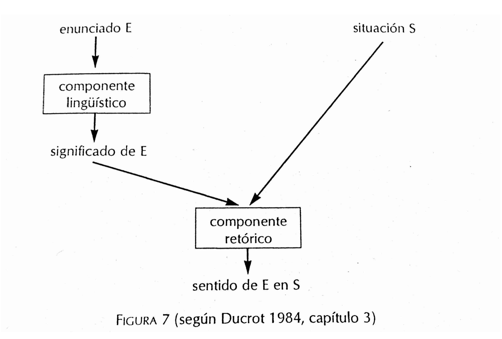 enunciado E
situación S
componente
lingüístico
significado de E
componente
retórico
sentido de E en S
FIGURA 7 (según Ducrot 1984, capítulo 3)